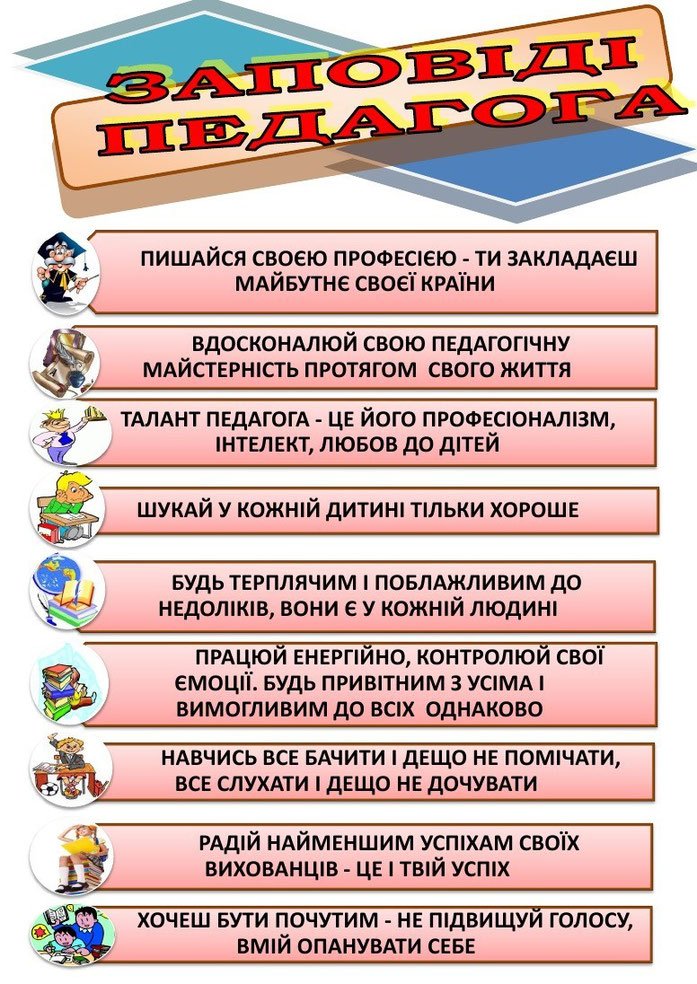 ЗАПОВІДІ
ПЕДАГОГА
ПИШАЙСЯ СВОЄЮ ПРОФЕСІЄЮ - ТИ ЗАКЛАДАЄШ
МАЙБУТНЄ СВОЄЇ КРАЇНИ
ВДОСКОНАЛЮЙ СВОЮ ПЕДАГОГІЧНУ
МАЙСТЕРНІСТЬ ПРОТЯГОМ СВОГО ЖИТТЯ
ТАЛАНТ ПЕДАГОГА - ЦЕ ЙОГО ПРОФЕСІОНАЛІЗМ,
ІНТЕЛЕКТ, ЛЮБОВ ДО ДІТЕЙ
ШУКАЙ У КОЖНІЙ ДИТИНІ ТІЛЬКИ ХОРОШЕ
БУДЬ ТЕРПЛЯЧИМ І ПОБЛАЖЛИВИМ ДО
НЕДОЛІКІВ, ВОНИ Є У КОЖНІЙ ЛЮДИНІ
ПРАЦЮЙ ЕНЕРГІЙНО, КОНТРОЛЮЙ СВОЇ
ЄМОЦІЇ. БУДЬ ПРИВІТНИМ З УСІМА І
ВИМОГЛИВИМ ДО ВСІХ ОДНАКОВО
НАВЧИСЬ ВСЕ БАЧИТИ І ДЕЩО НЕ ПОМІЧАТИ,
ВСЕ СЛУХАТИ І ДЕЩО НЕ ДОЧУВАТИ
РАДІЙ НАЙМЕНШИМ УСПІХАМ СВОЇХ
ВИХОВАНЦІВ - ЦЕ І ТВІЙ УСПІХ
ХОЧЕШ БУТИ ПОЧУТИМ - НЕ ПІДВИЩУЙ ГОЛОСУ,
ВМІЙ ОПАНУВАТИ СЕБЕ